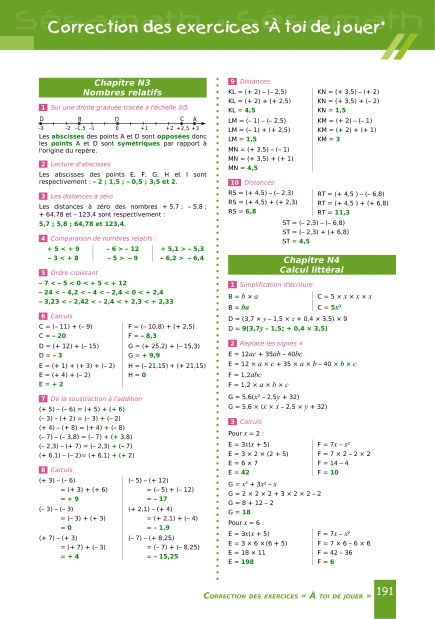 Correction des exercices "À toi de jouer"
Chapitre N3
Nombres relatifs
1 Sur une droite graduée tracée à l'échelle 3/5
D C B A
-3 -2 -1,5 -1 0 +1 +2 +2,5 +3
Les abscisses des points A et D sont opposées donc
les points A et D sont symétriques par rapport à
l'origine du repère.
2 Lecture d'abscisses
Les abscisses des points E, F, G, H et I sont
respectivement : – 2 ; 1,5 ; – 0,5 ; 3,5 et 2.
3 Les distances à zéro
Les distances à zéro des nombres + 5,7 ; – 5,8 ;
+ 64,78 et – 123,4 sont respectivement :
5,7 ; 5,8 ; 64,78 et 123,4.
4 Comparaison de nombres relatifs :
+ 5 < + 9 – 6 > – 12 + 5,1 > – 5,3
– 3 < + 8 – 5 > – 9 – 6,2 > – 6,4
5 Ordre croissant
– 7 < – 5 < 0 < + 5 < + 12
– 24 < – 4,2 < – 4 < – 2,4 < 0 < + 2,4
– 3,23 < – 2,42 < – 2,4 < + 2,3 < + 2,33
6 Calculs
C = (– 11) + (– 9)
C = – 20
D = (+ 12) + (– 15)
D = – 3
E = (+ 1) + (+ 3) + (– 2)
E = (+ 4) + (– 2)
E = + 2
F = (– 10,8) + (+ 2,5)
F = – 8,3
G = (+ 25,2) + (– 15,3)
G = + 9,9
H = (– 21,15) + (+ 21,15)
H = 0
7 De la soustraction à l'addition
(+ 5) – (– 6) = (+ 5) + (+ 6)
(– 3) – (+ 2) = (– 3) + (– 2)
(+ 4) – (+ 8) = (+ 4) + (– 8)
(– 7) – (– 3,8) = (– 7) + (+ 3,8)
(– 2,3) – (+ 7) = (– 2,3) + (– 7)
(+ 6,1) – (– 2) = (+ 6,1) + (+ 2)
8 Calculs
(+ 3) – (– 6)
= (+ 3) + (+ 6)
= + 9
(– 3) – (– 3)
= (– 3) + (+ 3)
= 0
(+ 7) – (+ 3)
= (+ 7) + (– 3)
= + 4
(– 5) – (+ 12)
= (– 5) + (– 12)
= – 17
(+ 2,1) – (+ 4)
= (+ 2,1) + (– 4)
= – 1,9
(– 7) – (+ 8,25)
= (– 7) + (– 8,25)
= – 15,25
9 Distances
KL = (+ 2) – (– 2,5)
KL = (+ 2) + (+ 2,5)
KL = 4,5
LM = (– 1) – (– 2,5)
LM = (– 1) + (+ 2,5)
LM = 1,5
MN = (+ 3,5) – (– 1)
MN = (+ 3,5) + (+ 1)
MN = 4,5
KN = (+ 3,5) – (+ 2)
KN = (+ 3,5) + (– 2)
KN = 1,5
KM = (+ 2) – (– 1)
KM = (+ 2) + (+ 1)
KM = 3
10 Distances
RS = (+ 4,5) – (– 2,3)
RS = (+ 4,5) + (+ 2,3)
RS = 6,8
RT = (+ 4,5 ) – (– 6,8)
RT = (+ 4,5 ) + (+ 6,8)
RT = 11,3
ST = (– 2,3) – (– 6,8)
ST = (– 2,3) + (+ 6,8)
ST = 4,5
Chapitre N4
Calcul littéral
1 Simplification d'écriture
B = b × a C = 5 × x × x × x
B = ba C = 5x³
D = (3,7 × y – 1,5 × z + 0,4 × 3,5) × 9
D = 9(3,7y – 1,5z + 0,4 × 3,5)
2 Replace les signes ×
E = 12ac + 35ab – 40bc
E = 12 × a × c + 35 × a × b – 40 × b × c
F = 1,2abc
F = 1,2 × a × b × c
G = 5,6(x² – 2,5y + 32)
G = 5,6 × (x × x – 2,5 × y + 32)
3 Calculs
Pour x = 2 :
E = 3x(x + 5)
E = 3 × 2 × (2 + 5)
E = 6 × 7
E = 42
F = 7x – x²
F = 7 × 2 – 2 × 2
F = 14 – 4
F = 10
G = x³ + 3x² – x
G = 2 × 2 × 2 + 3 × 2 × 2 – 2
G = 8 + 12 – 2
G = 18
Pour x = 6 :
E = 3x(x + 5)
E = 3 × 6 × (6 + 5)
E = 18 × 11
E = 198
F = 7x – x²
F = 7 × 6 – 6 × 6
F = 42 – 36
F = 6
CORRECTION DES EXERCICES « À TOI DE JOUER » 191